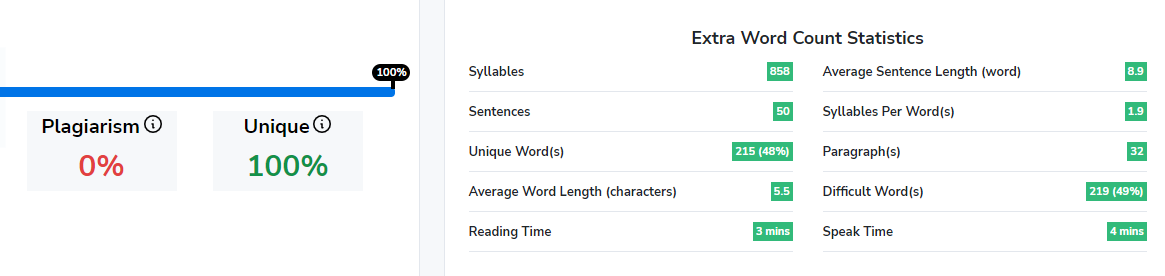 100%
Plagiarism
0%
Unique
100%
Extra Word Count Statistics
Syllables 858
Average Sentence Length (word) 8.9
Sentences 50
Syllables Per Word(s) 1.9
Unique Word(s) 215 (48%)
Paragraph(s) 32
Average Word Length (characters) 5.5
Difficult Word(s) 219 (49%)
Reading Time 3 mins
Speak Time 4 mins